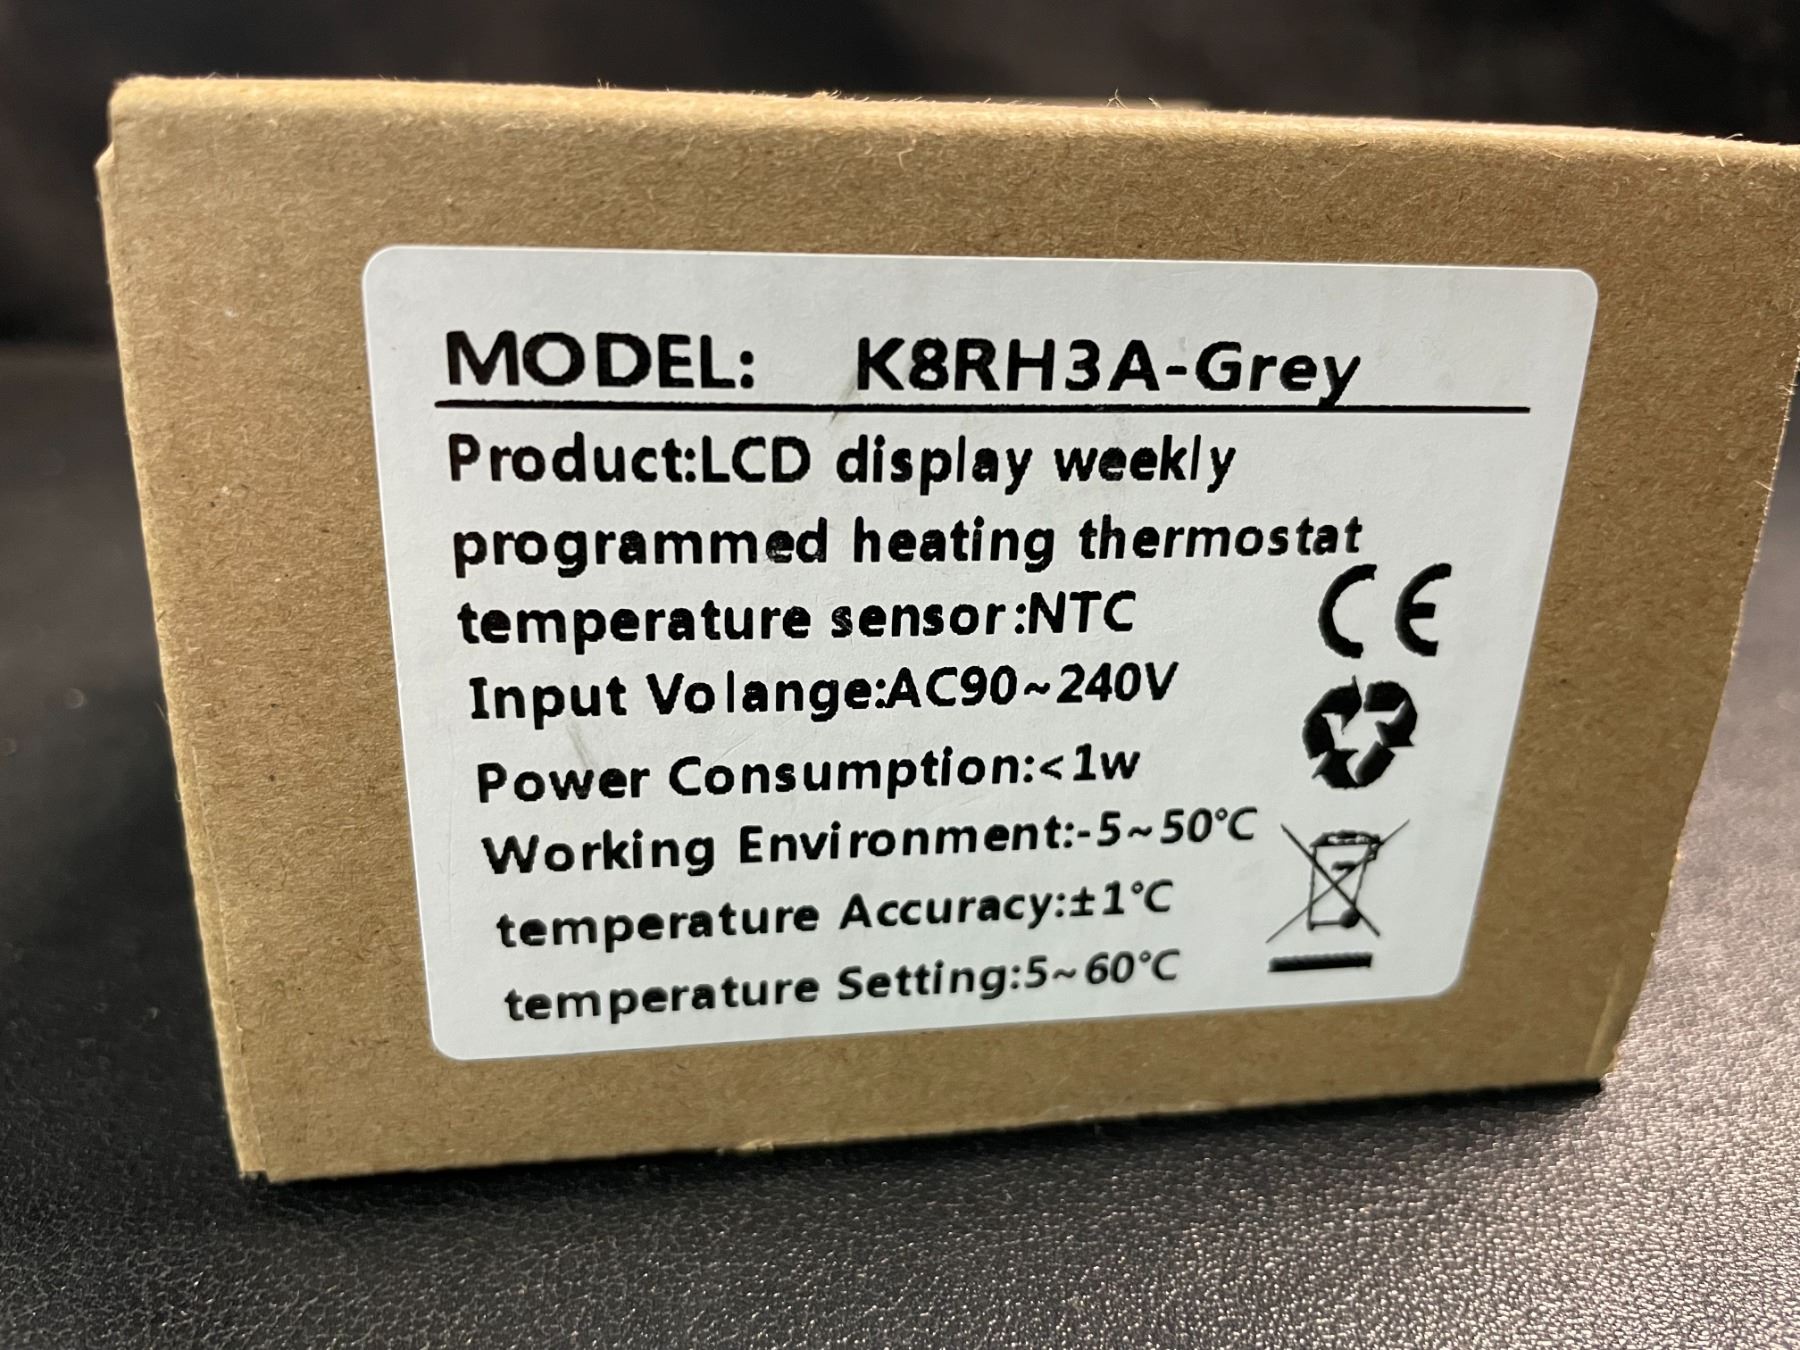 MODEL: K8RH3A-Grey
Product:LCD display weekly
programmed heating thermostat
temperature sensor:NTC
Input Volange:AC90~240V
Power Consumption:<1w
Working Environment:-5~50℃
temperature Accuracy:±1℃
temperature Setting:5~60℃
CE